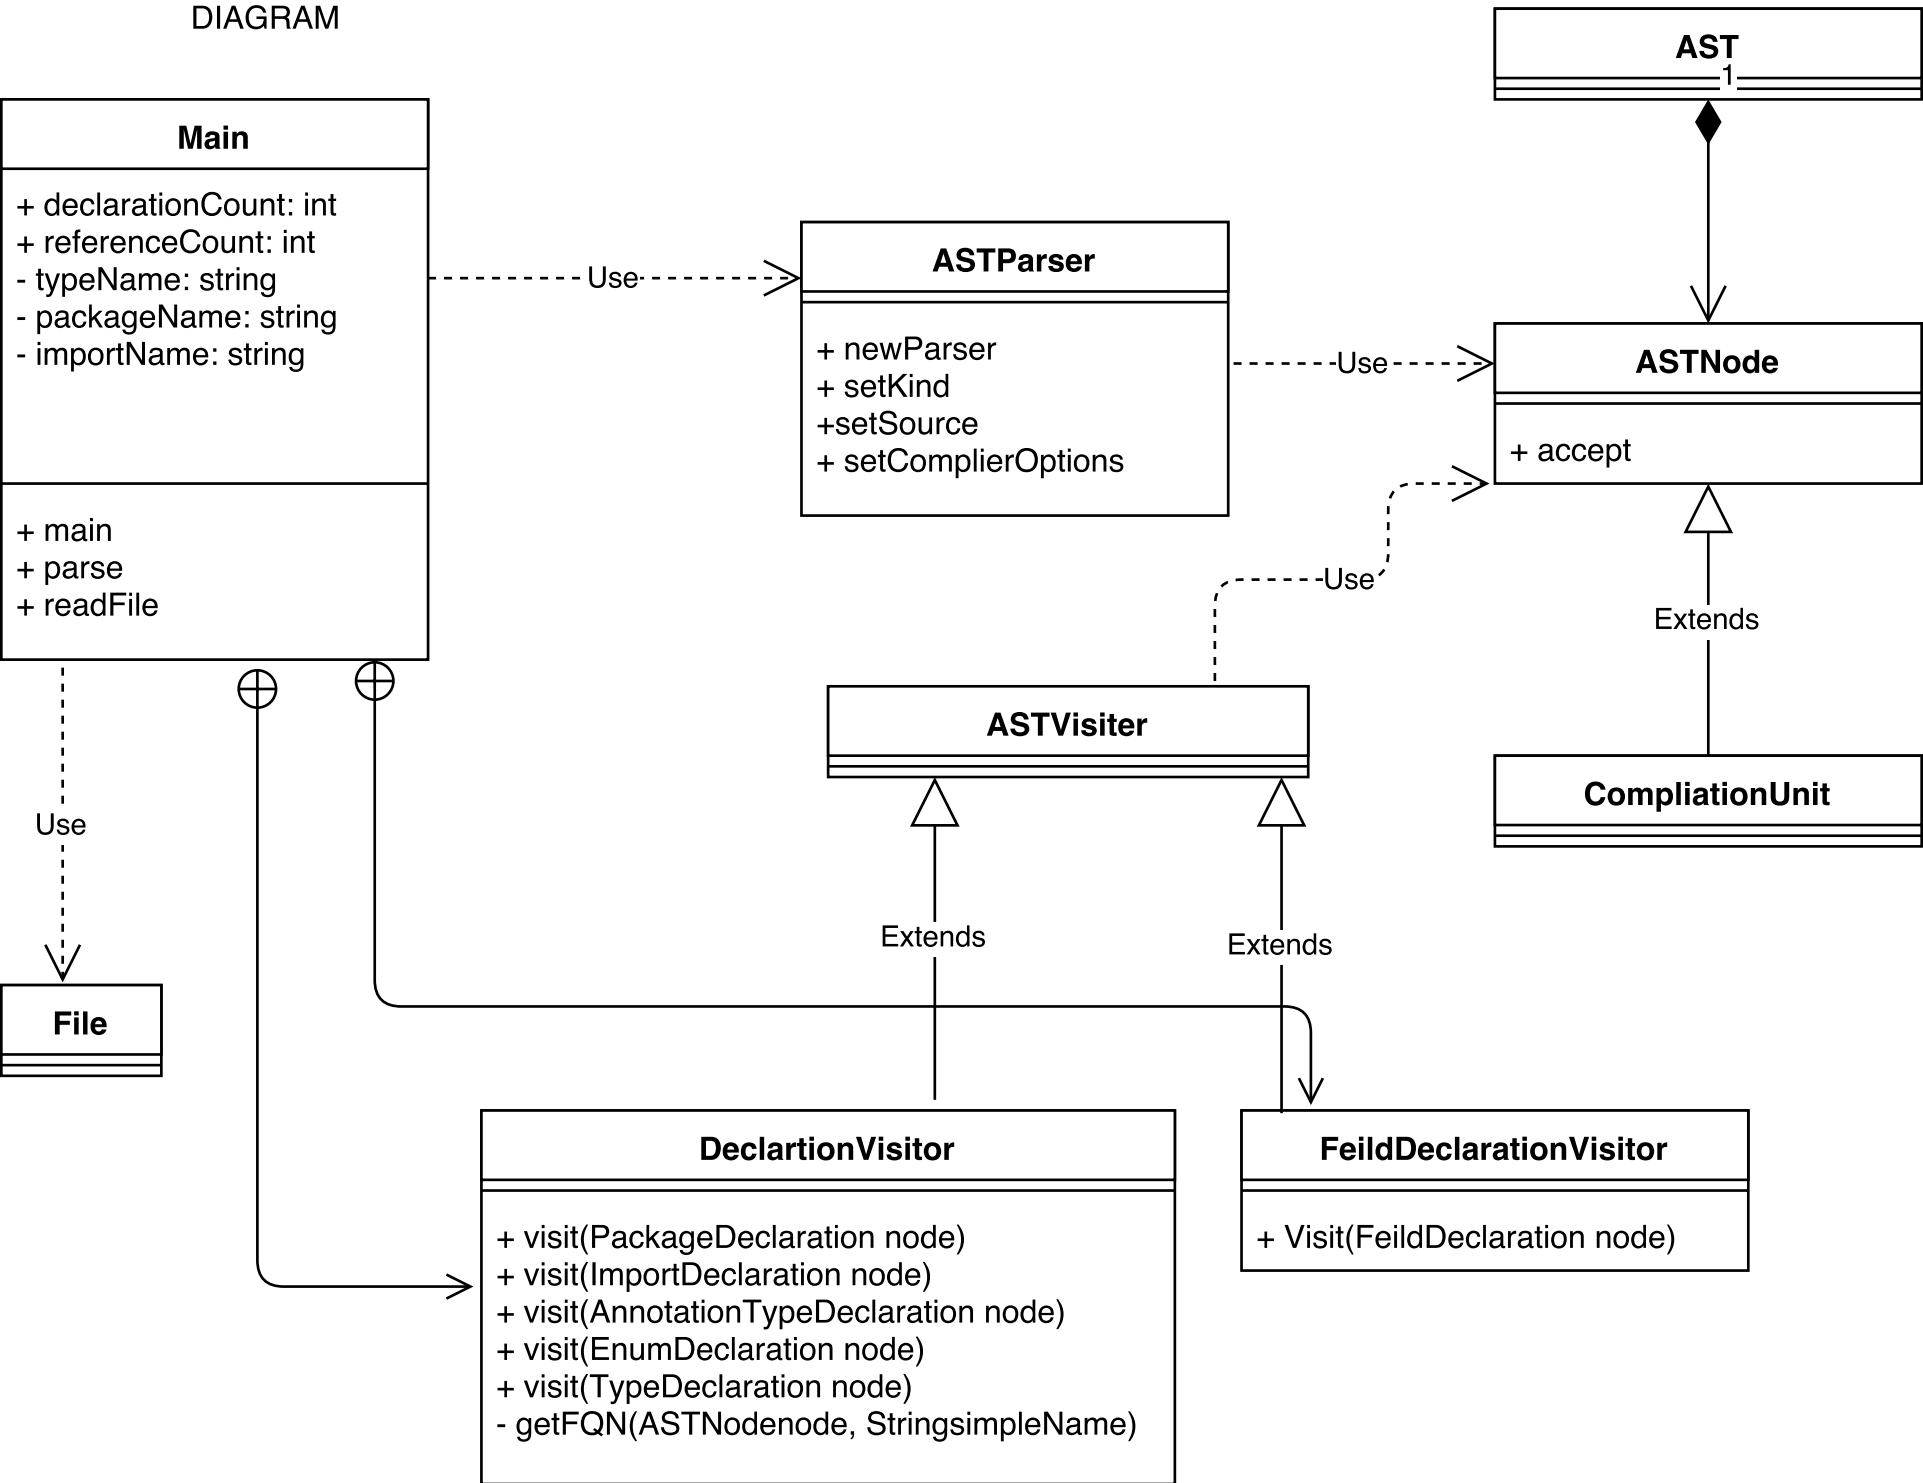 DIAGRAM
AST
1
Main
+ declarationCount: int
+ referenceCount: int
- typeName: string
- packageName: string
- importName: string
+ main
+ parse
+ readFile
Use
ASTParser
+ newParser
+ setKind
+setSource
+ setComplierOptions
Use
ASTNode
+ accept
Use
Extends
ASTVisiter
CompliationUnit
Use
Extends
Extends
File
DeclartionVisitor
+ visit(PackageDeclaration node)
+ visit(ImportDeclaration node)
+ visit(AnnotationTypeDeclaration node)
+ visit(EnumDeclaration node)
+ visit(TypeDeclaration node)
- getFQN(ASTNodenode, StringsimpleName)
FeildDeclarationVisitor
+ Visit(FeildDeclaration node)